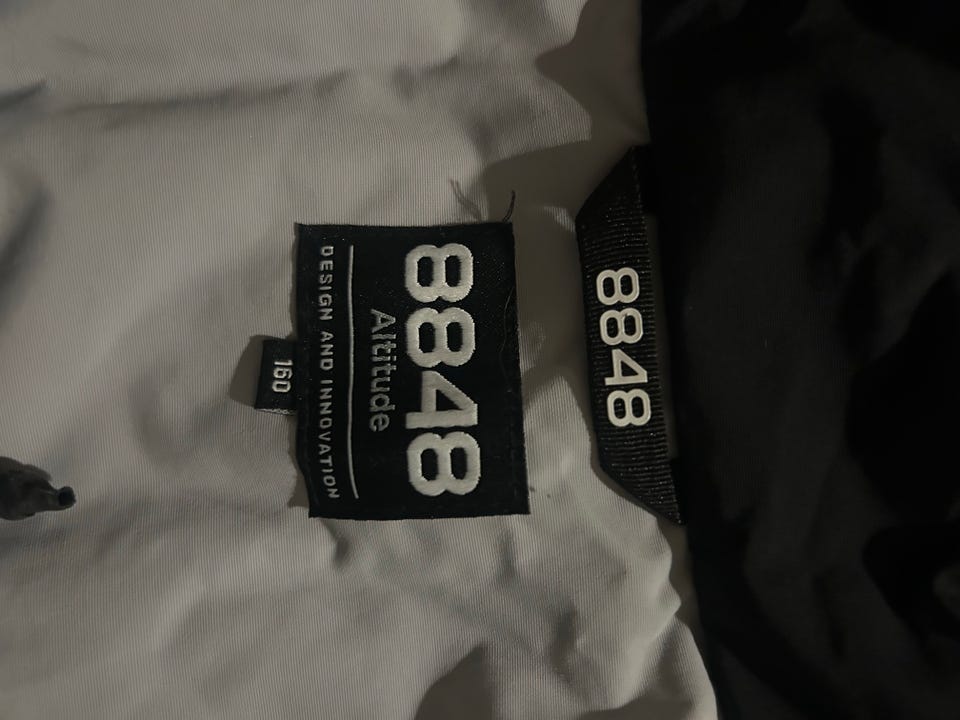 8848
8848
Altitude
DESIGN AND INNOVATION
160